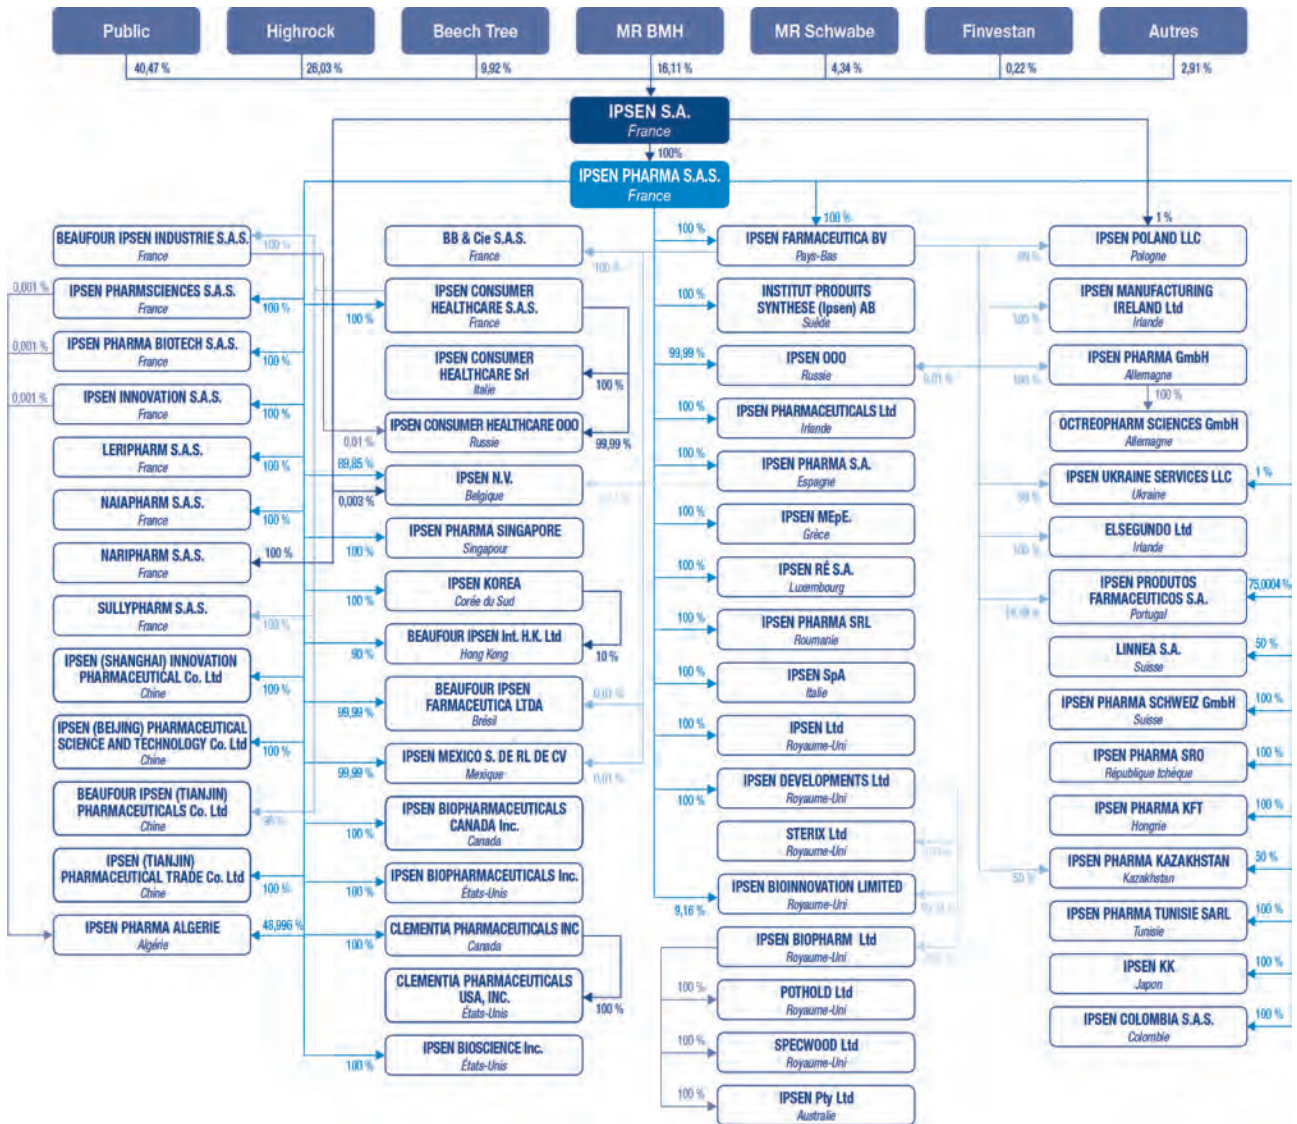 Public
Highrock
Beech Tree
MR BMH
MR Schwabe
Finvestan
Autres
40,47 %
26,03 %
9,92 %
16,11 %
4,34 %
0,22 %
2,91 %
IPSEN S.A.
France
100%
IPSEN PHARMA S.A.S.
France
BEAUFOUR IPSEN INDUSTRIE S.A.S.
France
100 %
0,001 %
IPSEN PHARMSCIENCES S.A.S.
France
100 %
0,001 %
IPSEN PHARMA BIOTECH S.A.S.
France
100 %
0,001 %
IPSEN INNOVATION S.A.S.
France
100 %
LERIPHARM S.A.S.
France
100 %
NAIAPHARM S.A.S.
France
100 %
NARIPHARM S.A.S.
France
100 %
SULLYPHARM S.A.S.
France
100 %
IPSEN (SHANGHAI) INNOVATION
PHARMACEUTICAL Co. Ltd
Chine
100 %
IPSEN (BEIJING) PHARMACEUTICAL
SCIENCE AND TECHNOLOGY Co. Ltd
Chine
100 %
BEAUFOUR IPSEN (TIANJIN)
PHARMACEUTICALS Co. Ltd
Chine
IPSEN (TIANJIN)
PHARMACEUTICAL TRADE Co. Ltd
Chine
100 %
IPSEN PHARMA ALGERIE
Algérie
48,996 %
BB & Cie S.A.S.
France
100 %
IPSEN CONSUMER
HEALTHCARE S.A.S.
France
100 %
IPSEN CONSUMER
HEALTHCARE Srl
Italie
100 %
IPSEN CONSUMER HEALTHCARE OOO
Russie
0,01 %
99,99 %
89,85 %
IPSEN N.V.
Belgique
0,003 %
IPSEN PHARMA SINGAPORE
Singapour
100 %
IPSEN KOREA
Corée du Sud
100 %
BEAUFOUR IPSEN Int. H.K. Ltd
Hong Kong
90 %
10 %
BEAUFOUR IPSEN
FARMACEUTICA LTDA
Brésil
99,99 %
0,01 %
IPSEN MEXICO S. DE RL DE CV
Mexique
99,99 %
0,01 %
IPSEN BIOPHARMACEUTICALS
CANADA Inc.
Canada
100 %
IPSEN BIOPHARMACEUTICALS Inc.
États-Unis
100 %
CLEMENTIA PHARMACEUTICALS INC
Canada
100 %
CLEMENTIA PHARMACEUTICALS
USA, INC.
États-Unis
100 %
IPSEN BIOSCIENCE Inc.
États-Unis
100 %
100 %
100 %
IPSEN FARMACEUTICA BV
Pays-Bas
100 %
INSTITUT PRODUITS
SYNTHESE (Ipsen) AB
Suède
99,99 %
IPSEN OOO
Russie
0,01 %
100 %
IPSEN PHARMACEUTICALS Ltd
Irlande
100 %
IPSEN PHARMA S.A.
Espagne
100 %
IPSEN MEpE.
Grèce
100 %
IPSEN RÉ S.A.
Luxembourg
100 %
IPSEN PHARMA SRL
Roumanie
100 %
IPSEN SpA
Italie
100 %
IPSEN Ltd
Royaume-Uni
100 %
IPSEN DEVELOPMENTS Ltd
Royaume-Uni
STERIX Ltd
Royaume-Uni
IPSEN BIOINNOVATION LIMITED
Royaume-Uni
9,16 %
IPSEN BIOPHARM Ltd
Royaume-Uni
100 %
POTHOLD Ltd
Royaume-Uni
100 %
SPECWOOD Ltd
Royaume-Uni
100 %
IPSEN Pty Ltd
Australie
1 %
IPSEN POLAND LLC
Pologne
99 %
IPSEN MANUFACTURING
IRELAND Ltd
Irlande
100 %
IPSEN PHARMA GmbH
Allemagne
100 %
100 %
OCTREOPHARM SCIENCES GmbH
Allemagne
IPSEN UKRAINE SERVICES LLC
Ukraine
1 %
99 %
ELSEGUNDO Ltd
Irlande
100 %
IPSEN PRODUTOS
FARMACEUTICOS S.A.
Portugal
75,0004 %
LINNEA S.A.
Suisse
50 %
IPSEN PHARMA SCHWEIZ GmbH
Suisse
100 %
IPSEN PHARMA SRO
République tchèque
100 %
IPSEN PHARMA KFT
Hongrie
100 %
IPSEN PHARMA KAZAKHSTAN
Kazakhstan
50 %
50 %
IPSEN PHARMA TUNISIE SARL
Tunisie
100 %
IPSEN KK
Japon
100 %
IPSEN COLOMBIA S.A.S.
Colombie
100 %